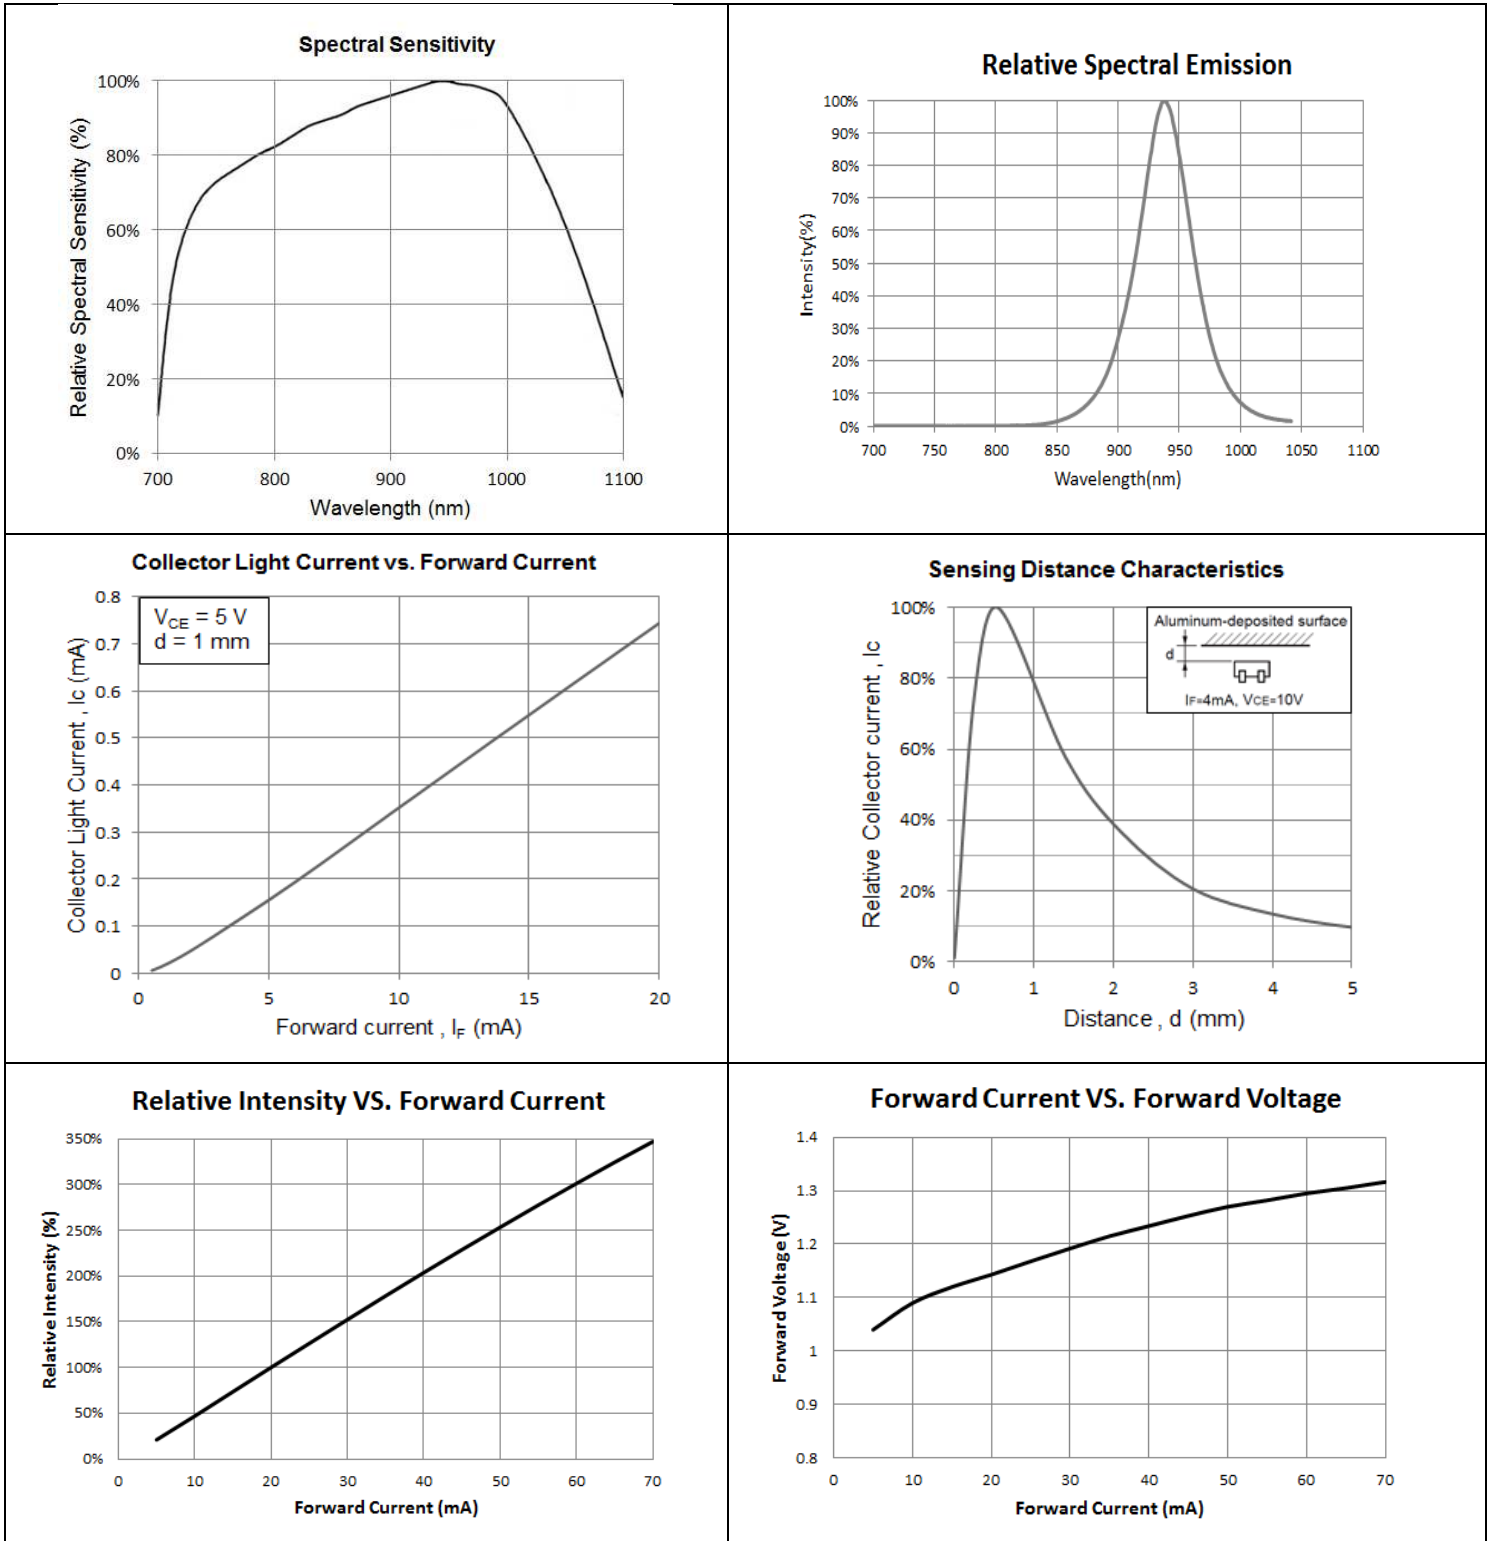 Spectral Sensitivity
Relative Spectral Sensitivity (%)
100%
80%
60%
40%
20%
0%
700 800 900 1000 1100
Wavelength (nm)
Relative Spectral Emission
Intensity(%)
100%
90%
80%
70%
60%
50%
40%
30%
20%
10%
0%
700 750 800 850 900 950 1000 1050 1100
Wavelength(nm)
Collector Light Current vs. Forward Current
Collector Light Current , Ic (mA)
VCE = 5 V
d = 1 mm
0.8
0.7
0.6
0.5
0.4
0.3
0.2
0.1
0
0 5 10 15 20
Forward current , IF (mA)
Sensing Distance Characteristics
Relative Collector current , Ic
100%
80%
60%
40%
20%
0%
Aluminum-deposited surface
d
IF=4mA, VCE=10V
0 1 2 3 4 5
Distance , d (mm)
Relative Intensity VS. Forward Current
Relative Intensity (%)
350%
300%
250%
200%
150%
100%
50%
0%
0 10 20 30 40 50 60 70
Forward Current (mA)
Forward Current VS. Forward Voltage
Forward Voltage (V)
1.4
1.3
1.2
1.1
1
0.9
0.8
0 10 20 30 40 50 60 70
Forward Current (mA)